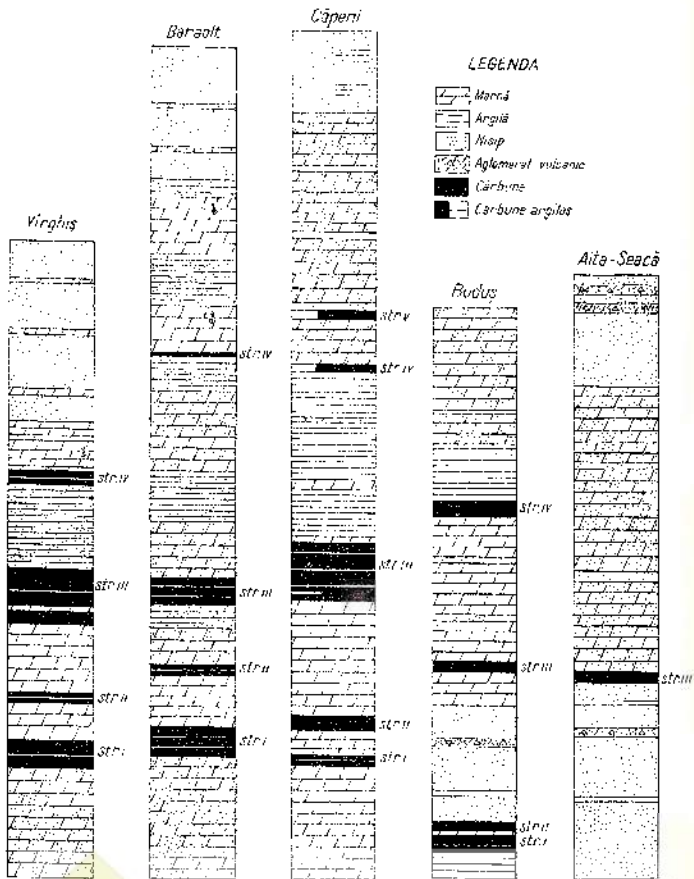 Baraolt
Căpeni
LEGENDA
Marnă
Argilă
Nisip
Aglomerat vulcanic
Cărbune
Cărbune argilos
Vîrghiș
Aita-Seacă
str.V
str.IV
str.IV
str.IV
str.IV
str.III
str.III
str.III
str.III
str.III
str.II
str.II
str.II
str.I
str.I
str.I
str.II
str.I